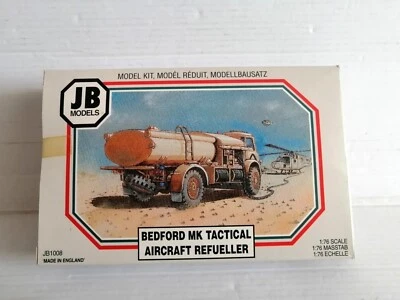 MODEL KIT, MODÉL RÉDUIT, MODELLBAUSATZ
JB
MODELS
BEDFORD MK TACTICAL
AIRCRAFT REFUELLER
JB1008
MADE IN ENGLAND
1:76 SCALE
1:76 MASSTAB
1:76 ECHELLE